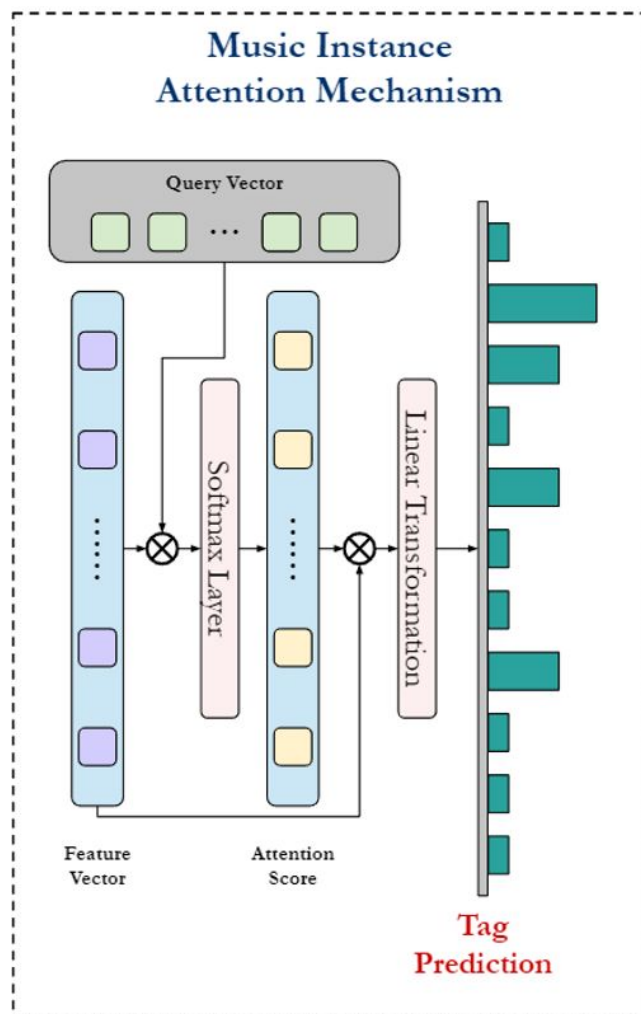 Music Instance
Attention Mechanism
Query Vector
...
Softmax Layer
Linear Transformation
......
......
Feature
Vector
Attention
Score
Tag
Prediction